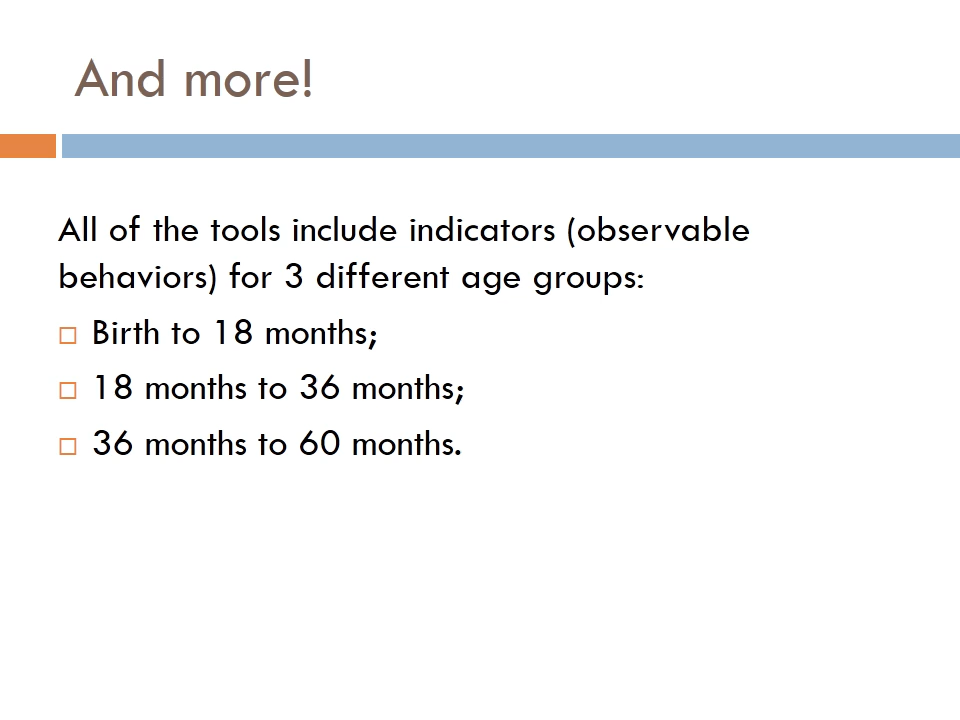 And more!
All of the tools include indicators (observable
behaviors) for 3 different age groups:
Birth to 18 months;
18 months to 36 months;
36 months to 60 months.